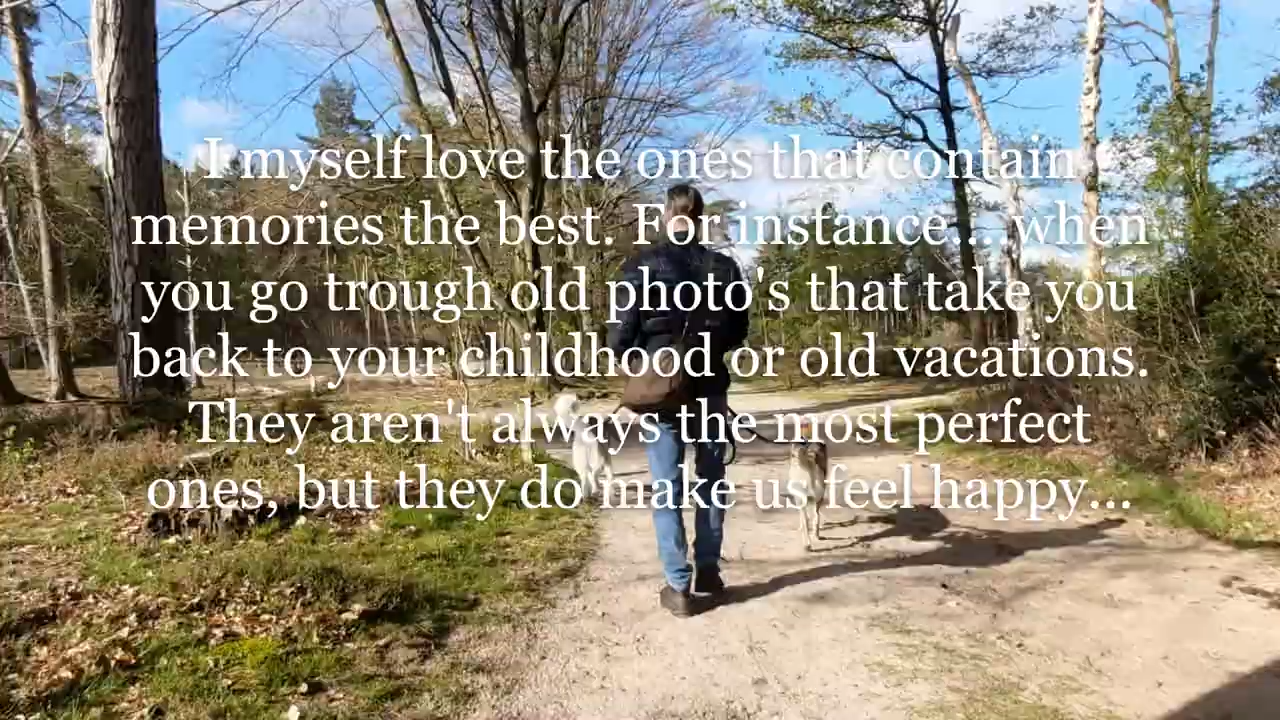 I myself love the ones that contain
memories the best. For instance....when
you go trough old photo's that take you
back to your childhood or old vacations.
They aren't always the most perfect
ones, but they do make us feel happy...